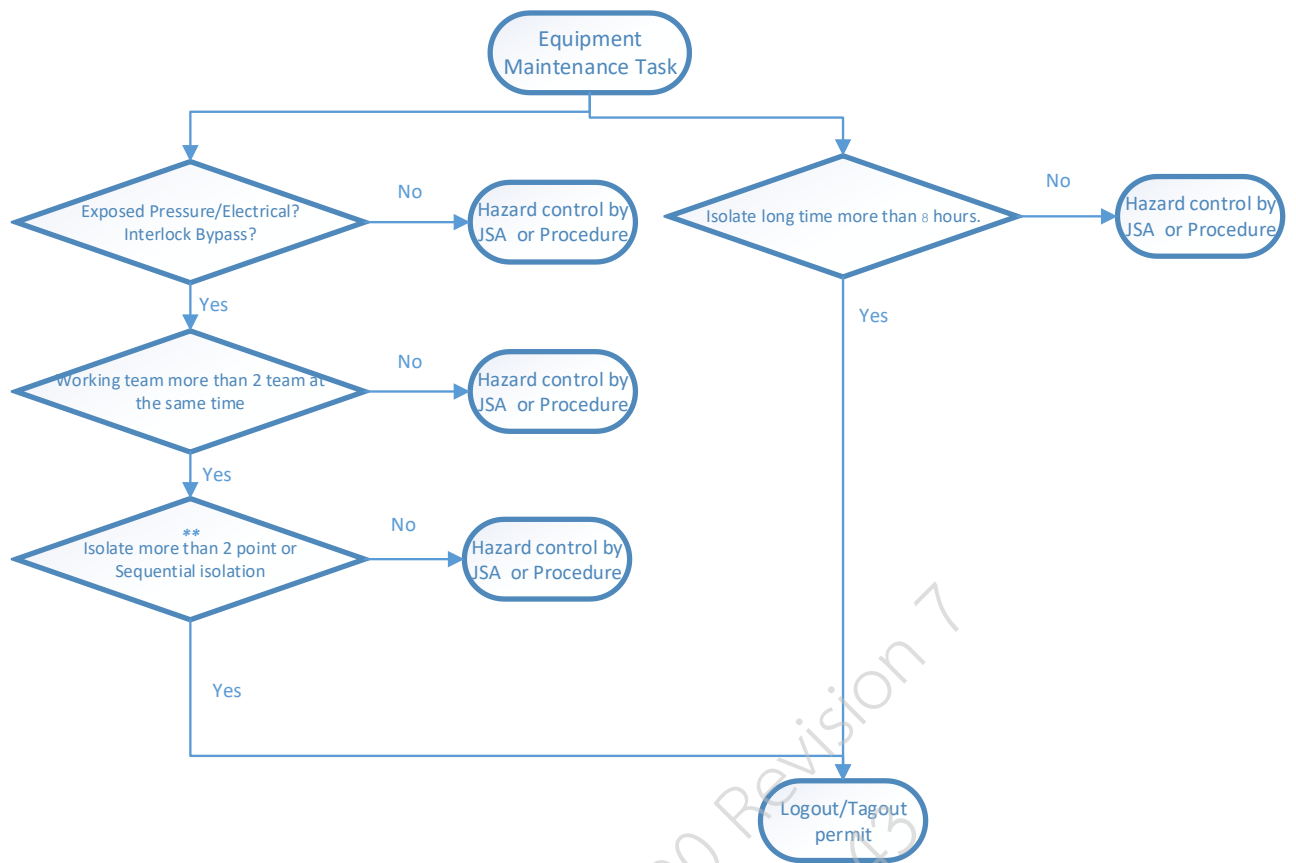 Equipment
Maintenance Task
Exposed Pressure/Electrical?
Interlock Bypass?
No
Hazard control by
JSA or Procedure
Isolate long time more than 8 hours.
No
Hazard control by
JSA or Procedure
Yes
Yes
Working team more than 2 team at
the same time
No
Hazard control by
JSA or Procedure
Yes
**
Isolate more than 2 point or
Sequential isolation
No
Hazard control by
JSA or Procedure
Yes
Logout/Tagout
permit
00 Revision 7
43